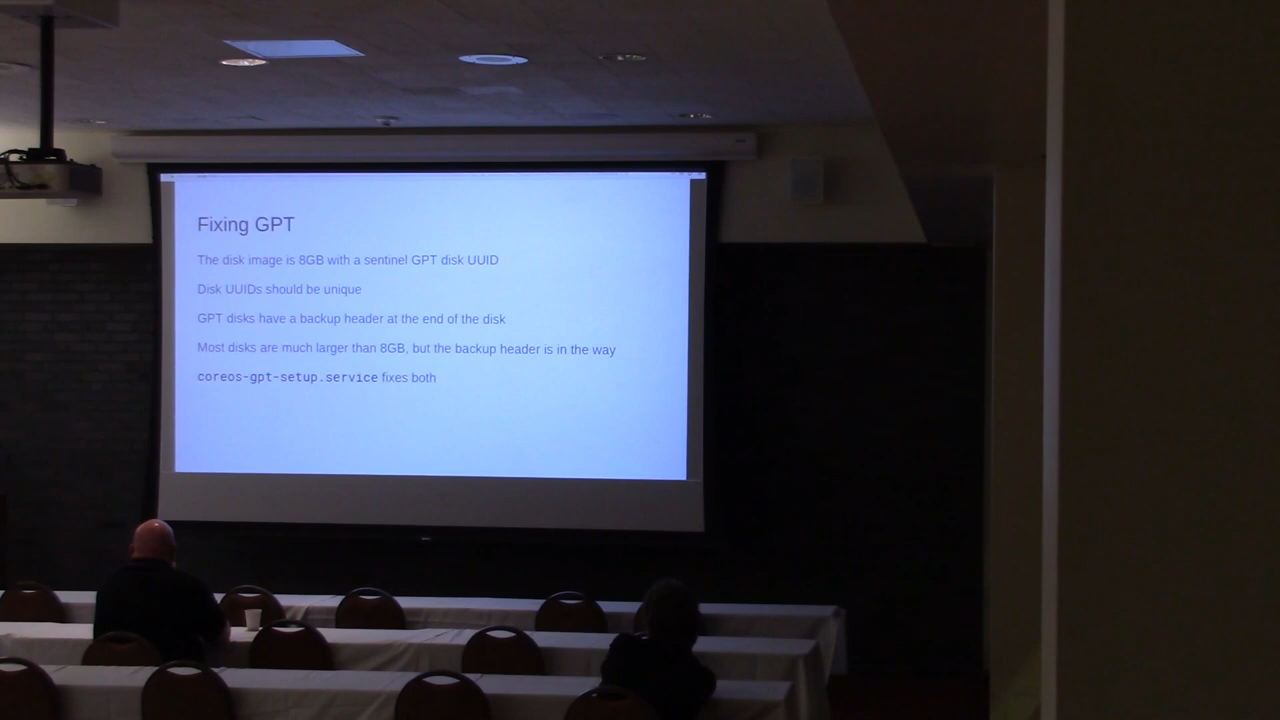 Fixing GPT
The disk image is 8GB with a sentinel GPT disk UUID
Disk UUIDs should be unique
GPT disks have a backup header at the end of the disk
Most disks are much larger than 8GB, but the backup header is in the way
coreos-gpt-setup.service fixes both